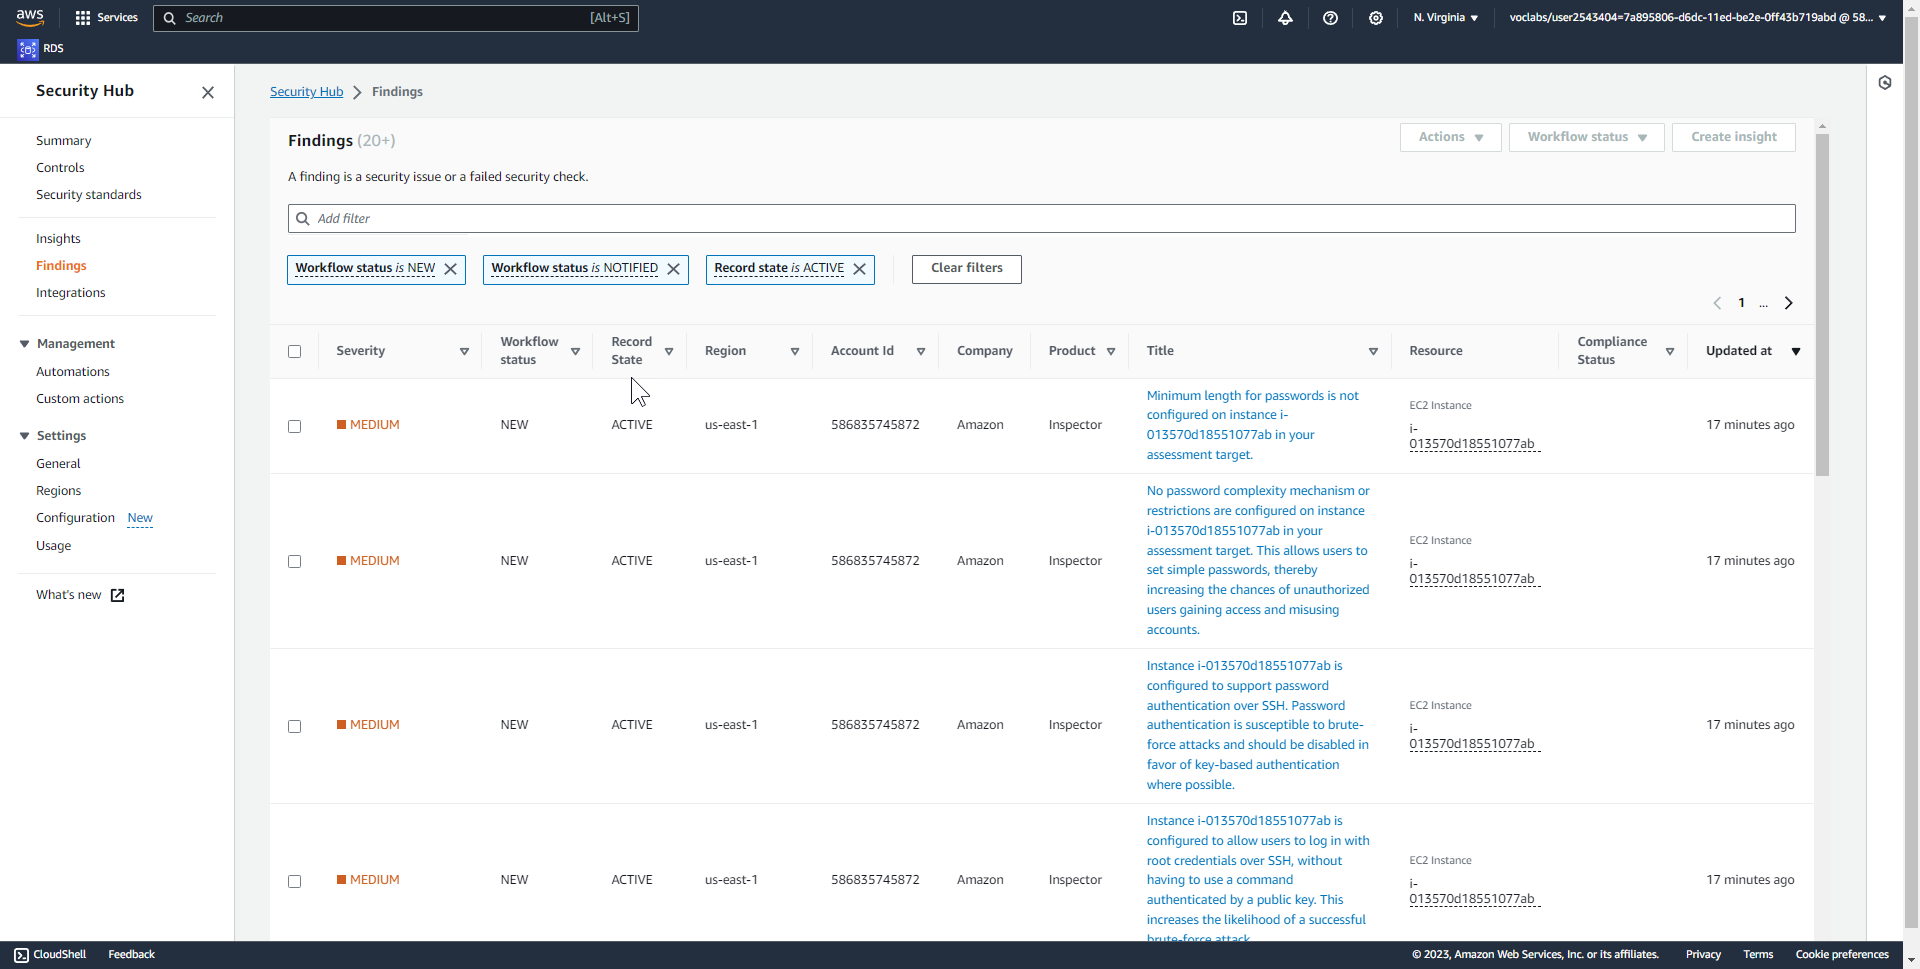 aws
Services
Search
[Alt+S]
N. Virginia
voclabs/user2543404=7a895806-d6dc-11ed-be2e-0ff43b719abd @ 58...
RDS
Security Hub
Summary
Controls
Security standards
Insights
Findings
Integrations
Management
Automations
Custom actions
Settings
General
Regions
Configuration New
Usage
What's new
Security Hub
Findings
Findings (20+)
Actions
Workflow status
Create insight
A finding is a security issue or a failed security check.
Add filter
Workflow status is NEW
Workflow status is NOTIFIED
Record state is ACTIVE
Clear filters
1 ...
Severity
Workflow
status
Record
State
Region
Account Id
Company
Product
Title
Resource
Compliance
Status
Updated at
MEDIUM
NEW
ACTIVE
us-east-1
586835745872
Amazon
Inspector
Minimum length for passwords is not
configured on instance i-
013570d18551077ab in your
assessment target.
EC2 Instance
i-
013570d18551077ab
17 minutes ago
MEDIUM
NEW
ACTIVE
us-east-1
586835745872
Amazon
Inspector
No password complexity mechanism or
restrictions are configured on instance
i-013570d18551077ab in your
assessment target. This allows users to
set simple passwords, thereby
increasing the chances of unauthorized
users gaining access and misusing
accounts.
EC2 Instance
i-
013570d18551077ab
17 minutes ago
MEDIUM
NEW
ACTIVE
us-east-1
586835745872
Amazon
Inspector
Instance i-013570d18551077ab is
configured to support password
authentication over SSH. Password
authentication is susceptible to brute-
force attacks and should be disabled in
favor of key-based authentication
where possible.
EC2 Instance
i-
013570d18551077ab
17 minutes ago
MEDIUM
NEW
ACTIVE
us-east-1
586835745872
Amazon
Inspector
Instance i-013570d18551077ab is
configured to allow users to log in with
root credentials over SSH, without
having to use a command
authenticated by a public key. This
increases the likelihood of a successful
brute-force attack.
EC2 Instance
i-
013570d18551077ab
17 minutes ago
CloudShell
Feedback
© 2023, Amazon Web Services, Inc. or its affiliates.
Privacy
Terms
Cookie preferences